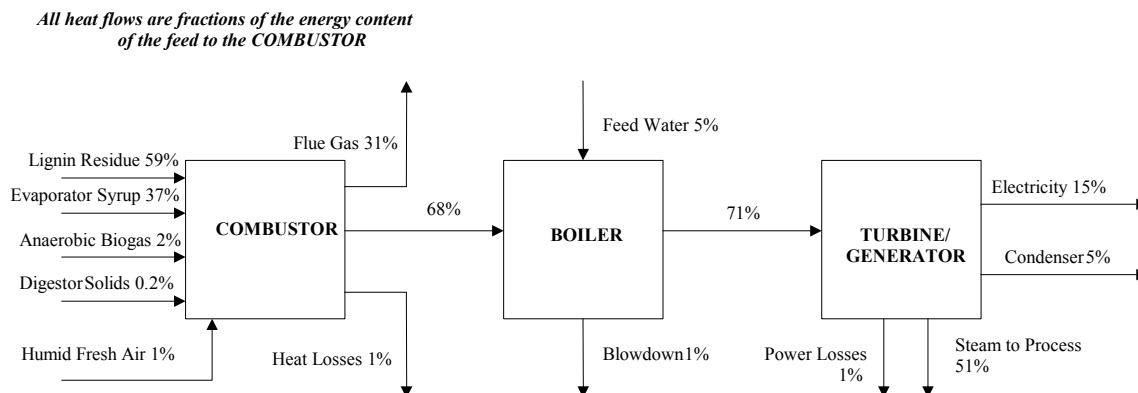 All heat flows are fractions of the energy content
of the feed to the COMBUSTOR
Feed Water 5%
Flue Gas 31%
Lignin Residue 59%
Evaporator Syrup 37%
Anaerobic Biogas 2%
Digestor Solids 0.2%
Humid Fresh Air 1%
COMBUSTOR
68%
Heat Losses 1%
BOILER
71%
Blowdown 1%
TURBINE/
GENERATOR
Electricity 15%
Condenser 5%
Power Losses
1%
Steam to Process
51%